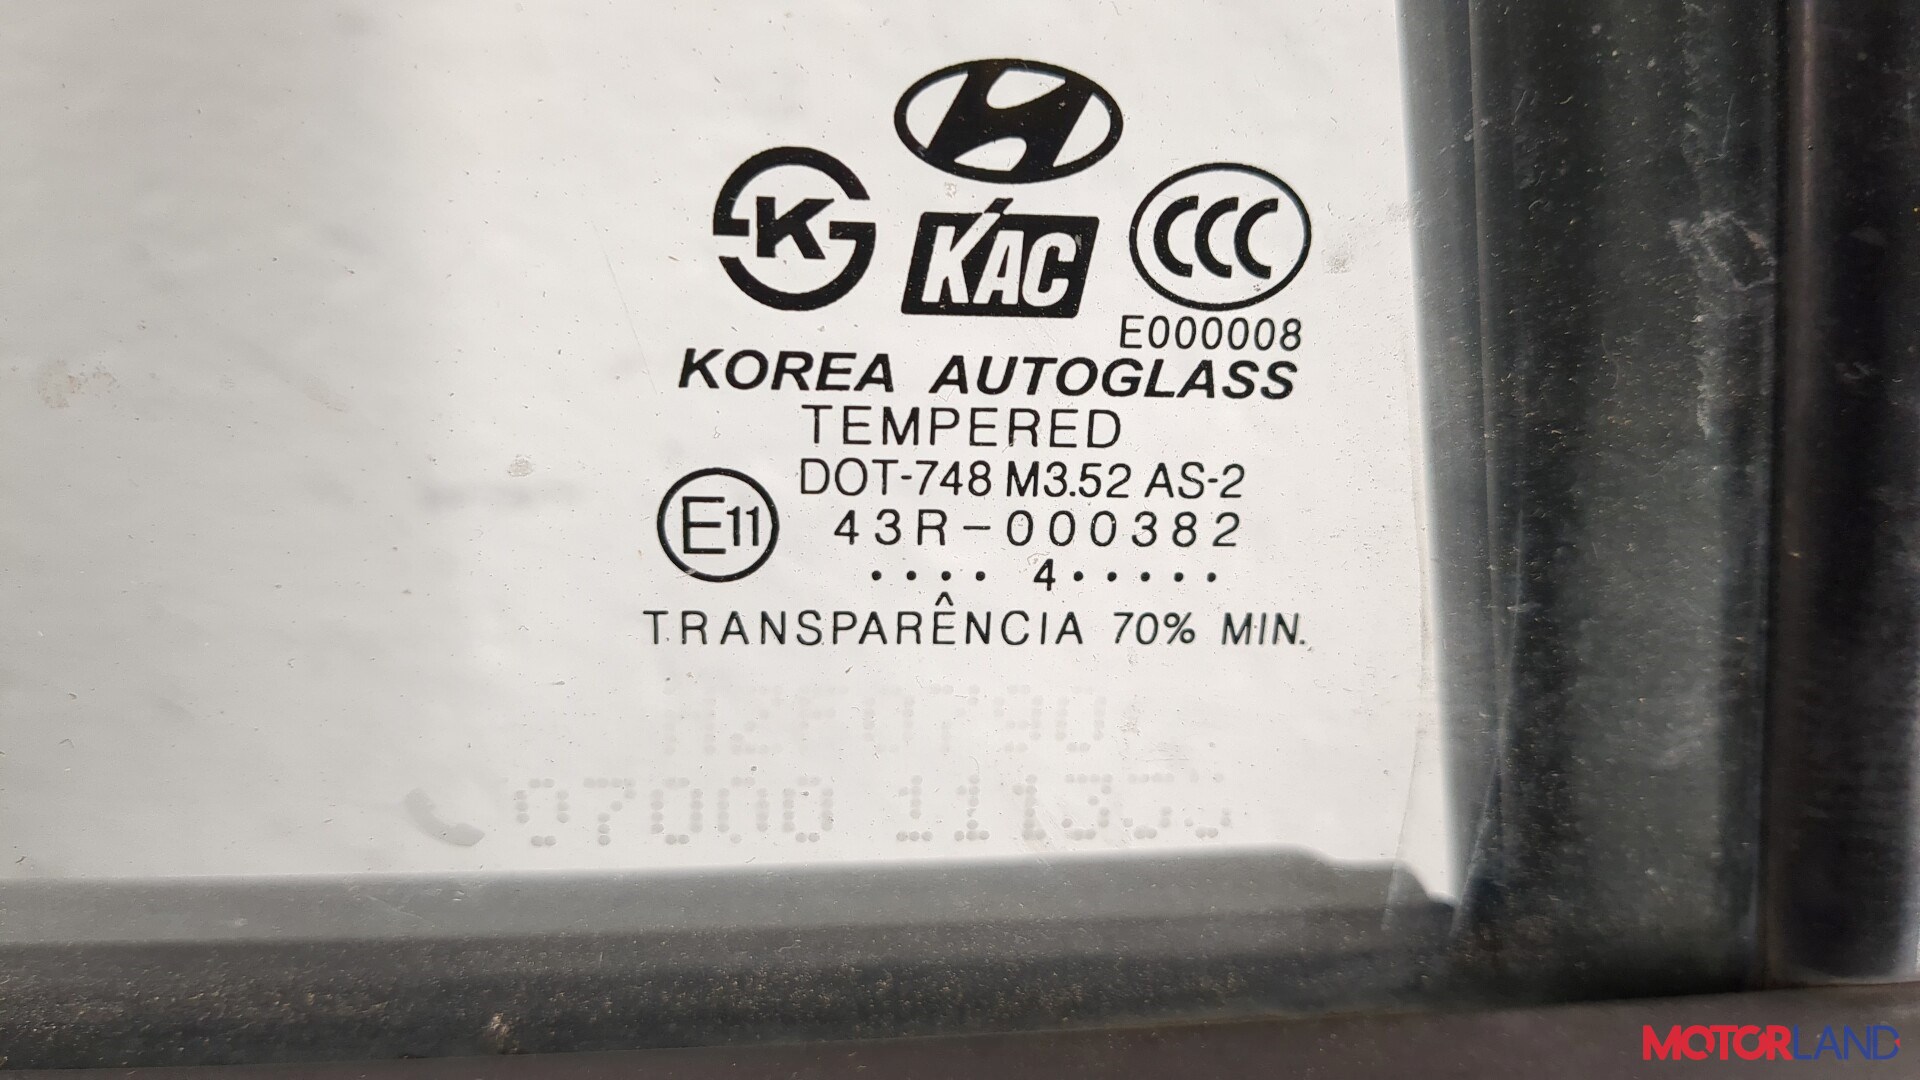 K
KAC
CCC
E000008
KOREA AUTOGLASS
TEMPERED
DOT-748 M3.52 AS-2
E11
43R-000382
.... 4.....
TRANSPARÊNCIA 70% MIN.
MOTORLAND